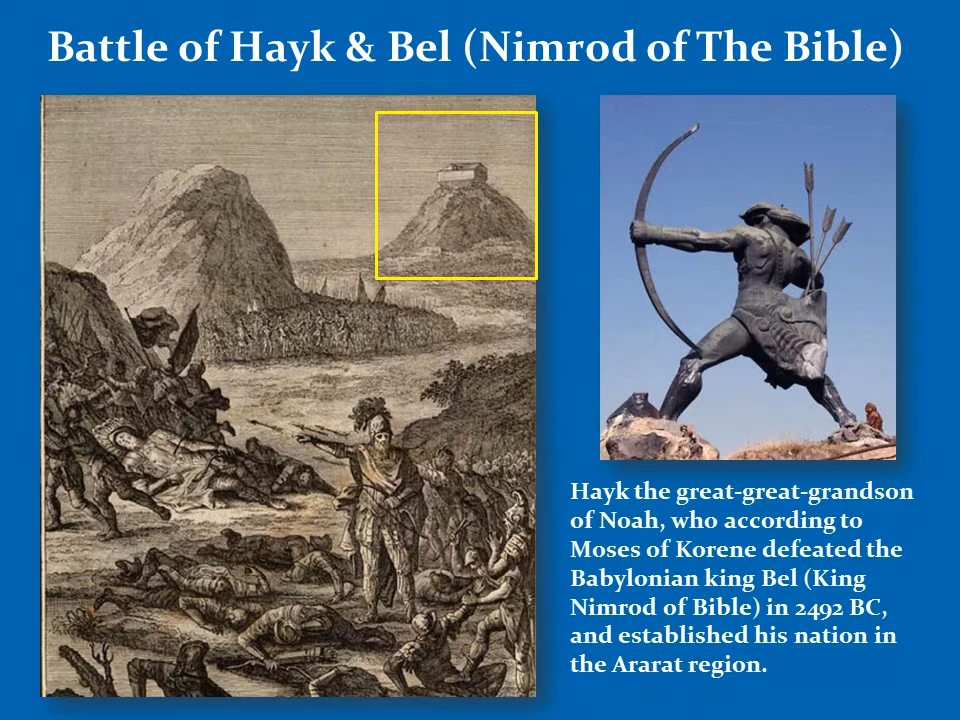 Battle of Hayk & Bel (Nimrod of The Bible)
Hayk the great-great-grandson
of Noah, who according to
Moses of Korene defeated the
Babylonian king Bel (King
Nimrod of Bible) in 2492 BC,
and established his nation in
the Ararat region.